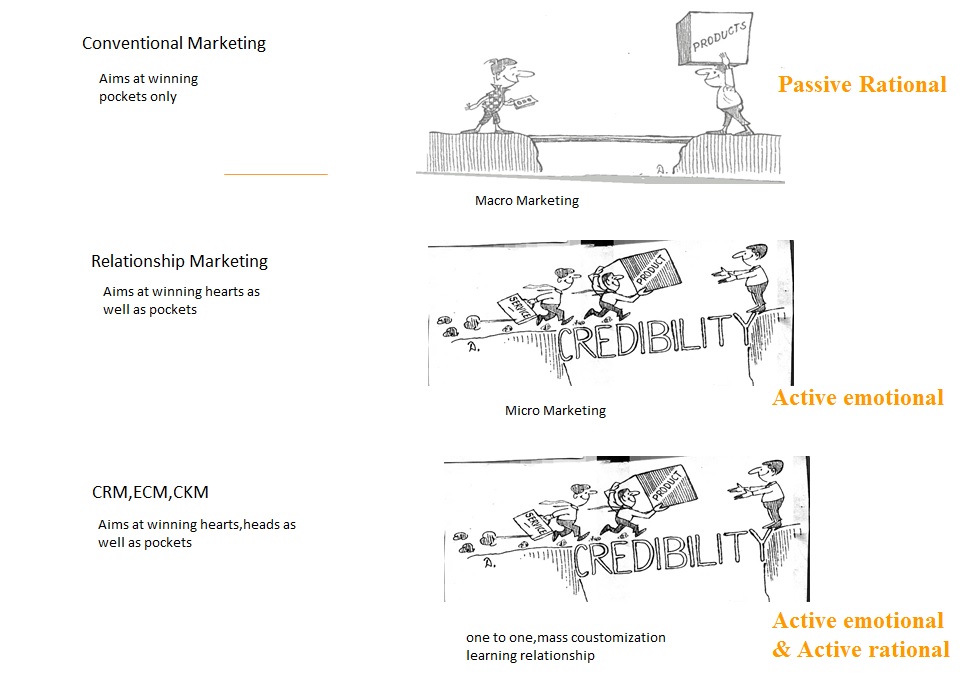 Conventional Marketing
Aims at winning
pockets only
PRODUCTS
Passive Rational
Macro Marketing
Relationship Marketing
Aims at winning hearts as
well as pockets
SERVICE
PRODUCT
CREDIBILITY
D.
Active emotional
Micro Marketing
CRM,ECM,CKM
Aims at winning hearts,heads as
well as pockets
SERVICE
PRODUCT
CREDIBILITY
D.
Active emotional
& Active rational
one to one,mass coustomization
learning relationship